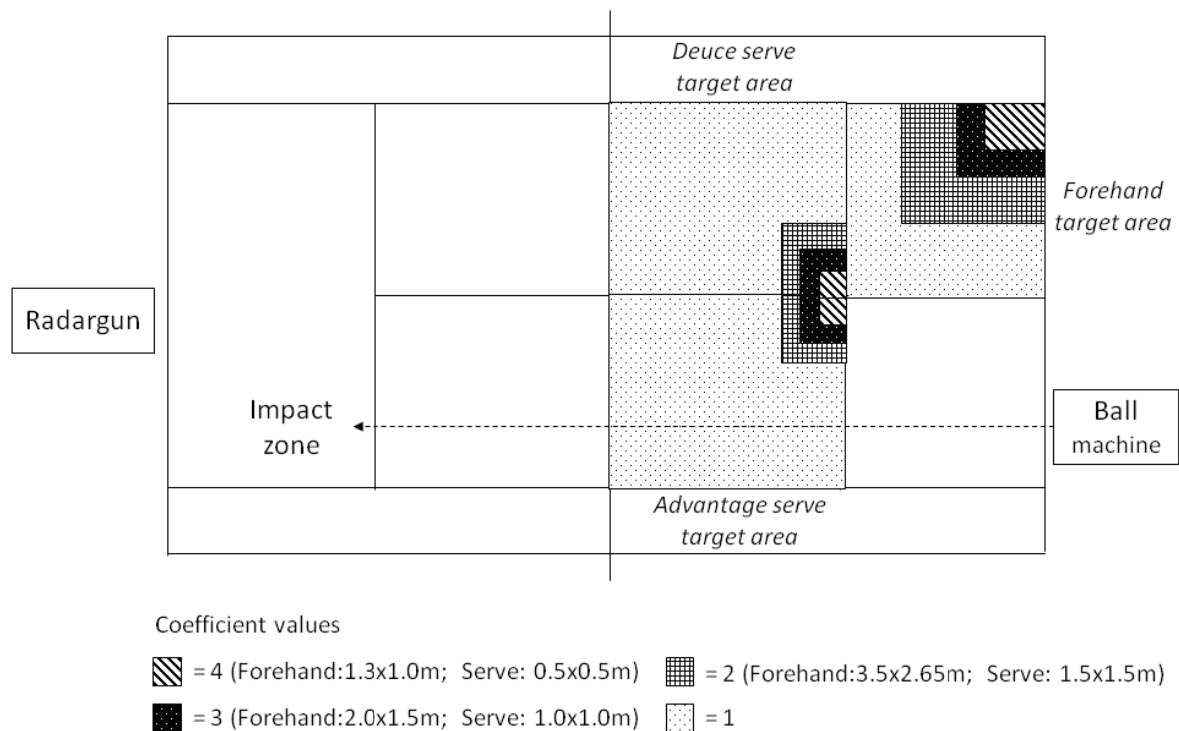 Deuce serve
target area
Forehand
target area
Radargun
Impact
zone
Ball
machine
Advantage serve
target area
Coefficient values
= 4 (Forehand:1.3x1.0m; Serve: 0.5x0.5m)
= 2 (Forehand:3.5x2.65m; Serve: 1.5x1.5m)
= 3 (Forehand:2.0x1.5m; Serve: 1.0x1.0m)
= 1